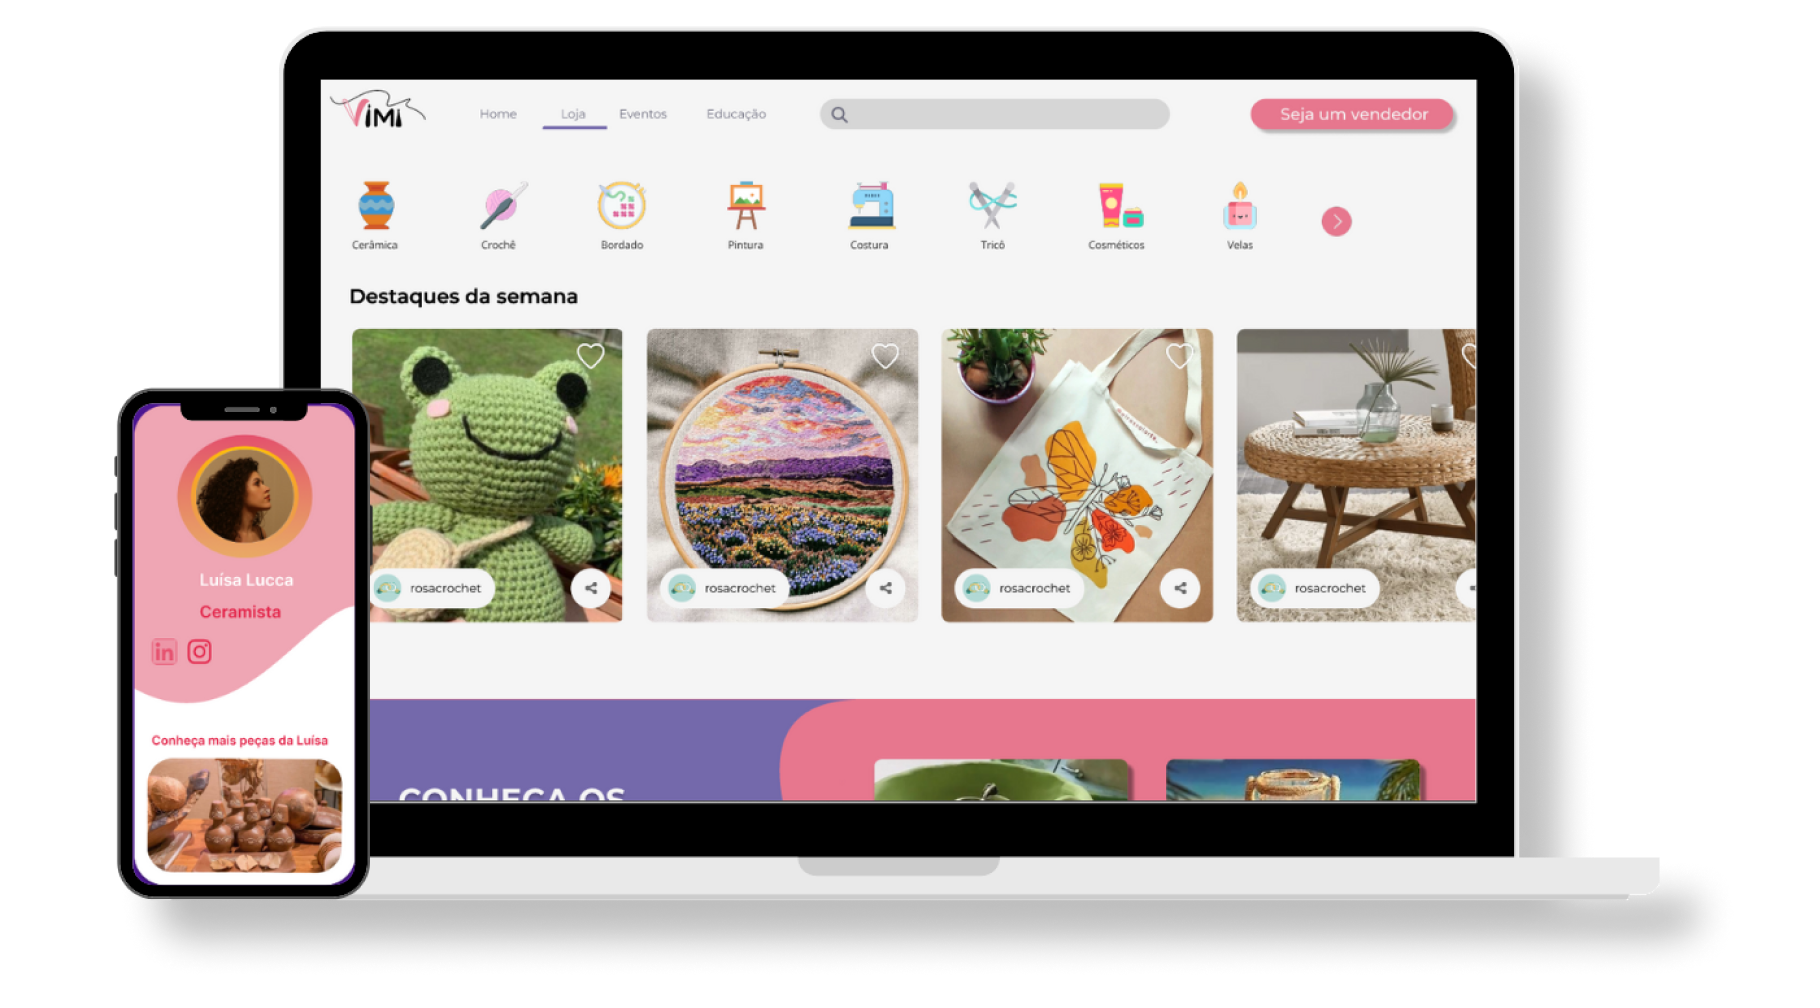 ViMi
Home Loja Eventos Educação
Seja um vendedor
Cerâmica Crochê Bordado Pintura Costura Tricô Cosméticos Velas
Destaques da semana
rosacrochet rosacrochet rosacrochet rosacrochet
CONHEÇA OS
Luísa Lucca
Ceramista
in
Conheça mais peças da Luísa